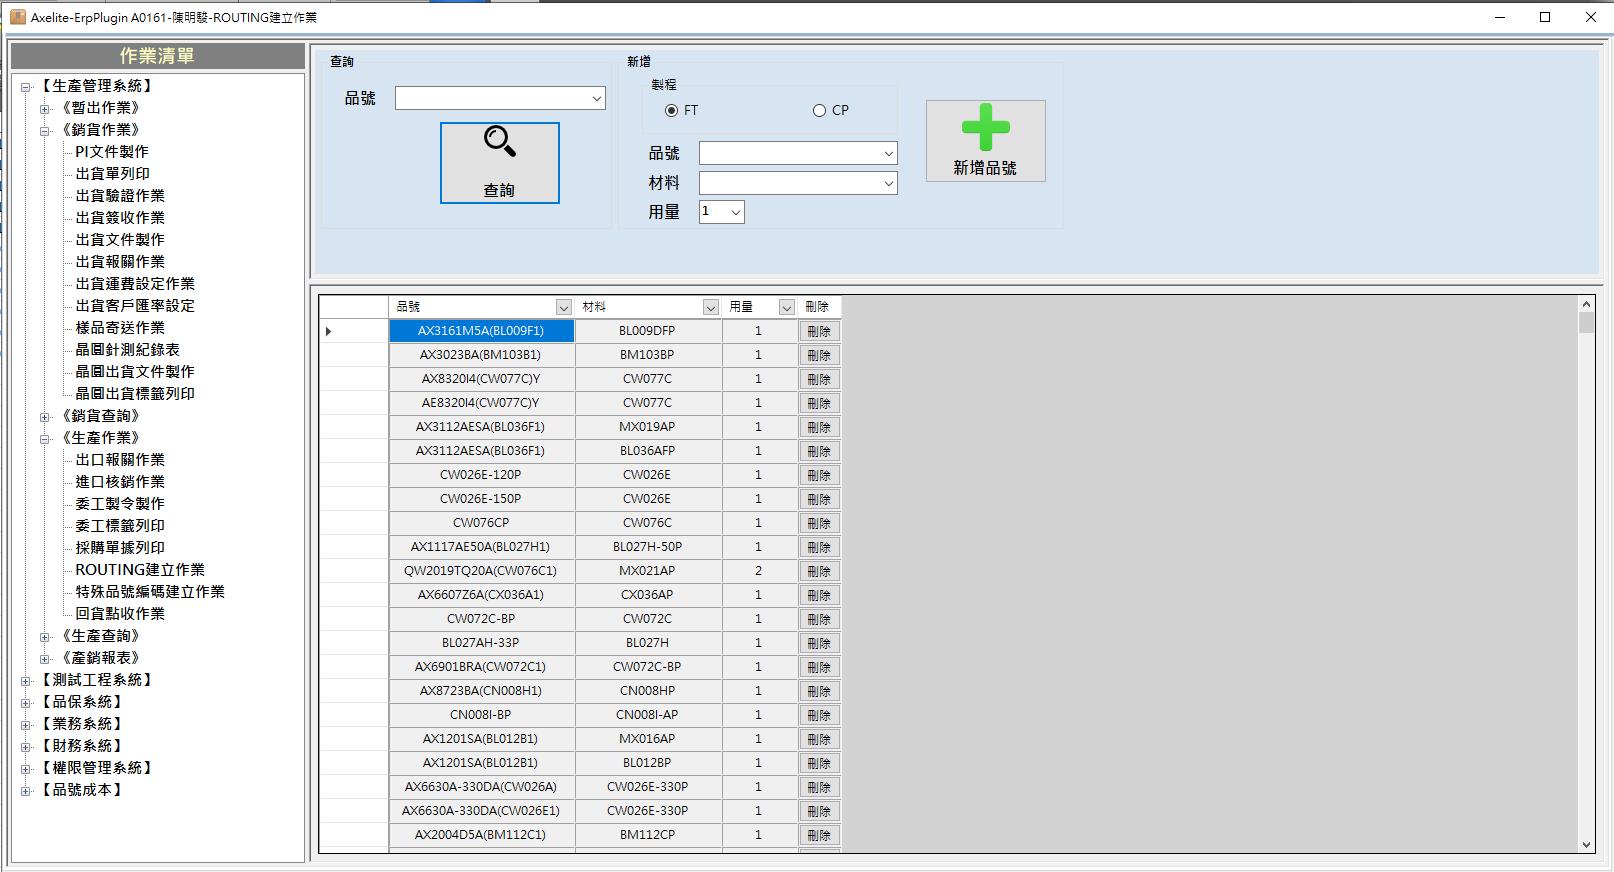 Axelite-ErpPlugin A0161-陳明駿-ROUTING建立作業
作業清單
【生產管理系統】
《暫出作業》
《銷貨作業》
PI文件製作
出貨單列印
出貨驗證作業
出貨簽收作業
出貨文件製作
出貨報關作業
出貨運費設定作業
出貨客戶匯率設定
樣品寄送作業
晶圓針測紀錄表
晶圓出貨文件製作
晶圓出貨標籤列印
《銷貨查詢》
《生產作業》
出口報關作業
進口核銷作業
委工製令製作
委工標籤列印
採購單據列印
ROUTING建立作業
特殊品號編碼建立作業
回貨點收作業
《生產查詢》
《產銷報表》
【測試工程系統】
【品保系統】
【業務系統】
【財務系統】
【權限管理系統】
【品號成本】
查詢
品號
查詢
新增
製程
FT CP
品號
材料
用量 1
新增品號
品號 材料 用量 刪除
AX3161M5A(BL009F1) BL009DFP 1 刪除
AX3023BA(BM103B1) BM103BP 1 刪除
AX8320I4(CW077C)Y CW077C 1 刪除
AE8320I4(CW077C)Y CW077C 1 刪除
AX3112AESA(BL036F1) MX019AP 1 刪除
AX3112AESA(BL036F1) BL036AFP 1 刪除
CW026E-120P CW026E 1 刪除
CW026E-150P CW026E 1 刪除
CW076CP CW076C 1 刪除
AX1117AE50A(BL027H1) BL027H-50P 1 刪除
QW2019TQ20A(CW076C1) MX021AP 2 刪除
AX6607Z6A(CX036A1) CX036AP 1 刪除
CW072C-BP CW072C 1 刪除
BL027AH-33P BL027H 1 刪除
AX6901BRA(CW072C1) CW072C-BP 1 刪除
AX8723BA(CN008H1) CN008HP 1 刪除
CN008I-BP CN008I-AP 1 刪除
AX1201SA(BL012B1) MX016AP 1 刪除
AX1201SA(BL012B1) BL012BP 1 刪除
AX6630A-330DA(CW026A) CW026E-330P 1 刪除
AX6630A-330DA(CW026E1) CW026E-330P 1 刪除
AX2004D5A(BM112C1) BM112CP 1 刪除